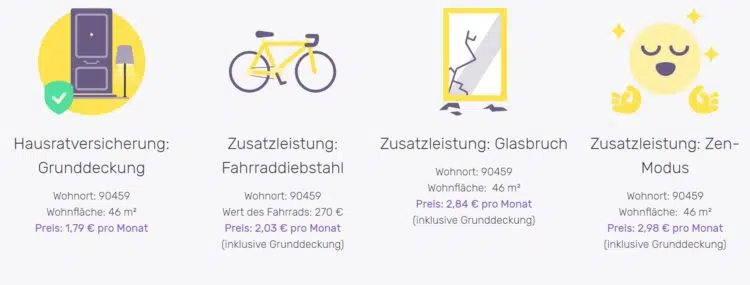 Hausratversicherung:
Grunddeckung
Wohnort: 90459
Wohnfläche: 46 m²
Preis: 1,79 € pro Monat
Zusatzleistung:
Fahrraddiebstahl
Wohnort: 90459
Wert des Fahrrads: 270 €
Preis: 2,03 € pro Monat
(inklusive Grunddeckung)
Zusatzleistung: Glasbruch
Wohnort: 90459
Wohnfläche: 46 m²
Preis: 2,84 € pro Monat
(inklusive Grunddeckung)
Zusatzleistung: Zen-
Modus
Wohnort: 90459
Wohnfläche: 46 m²
Preis: 2,98 € pro Monat
(inklusive Grunddeckung)